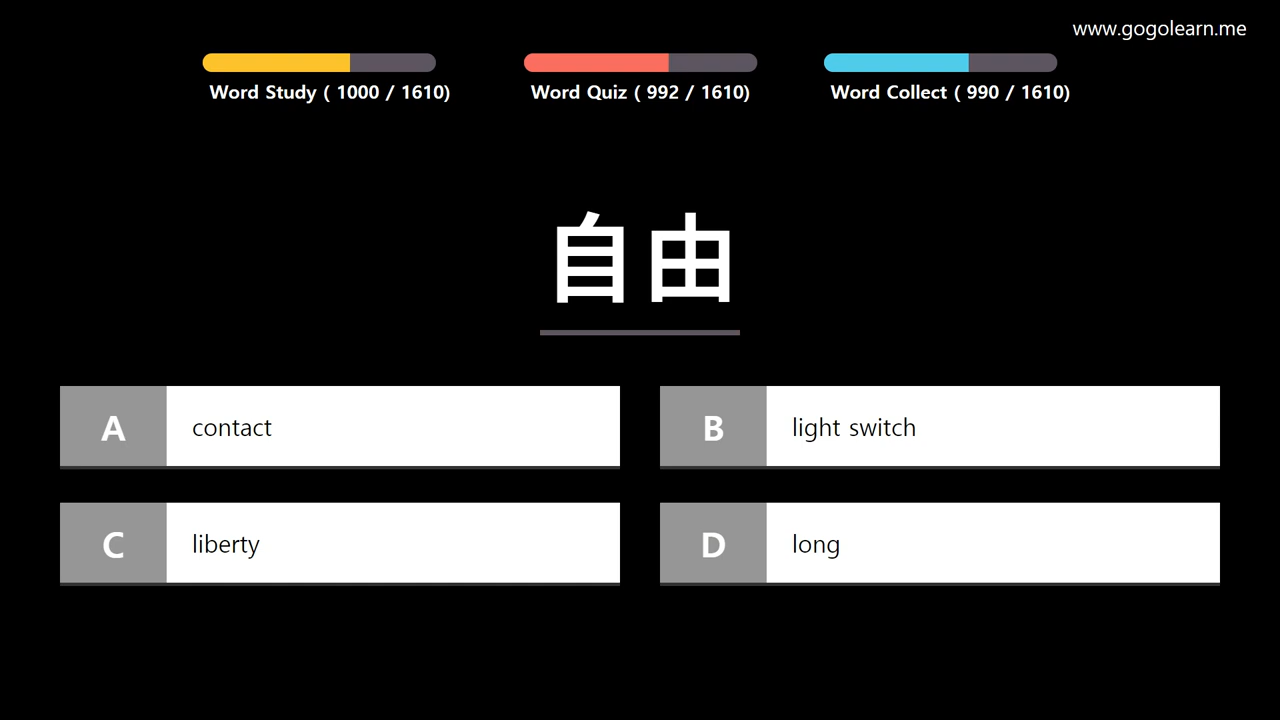 www.gogolearn.me
Word Study ( 1000 / 1610)
Word Quiz ( 992 / 1610)
Word Collect ( 990 / 1610)
自由
A contact
B light switch
C liberty
D long